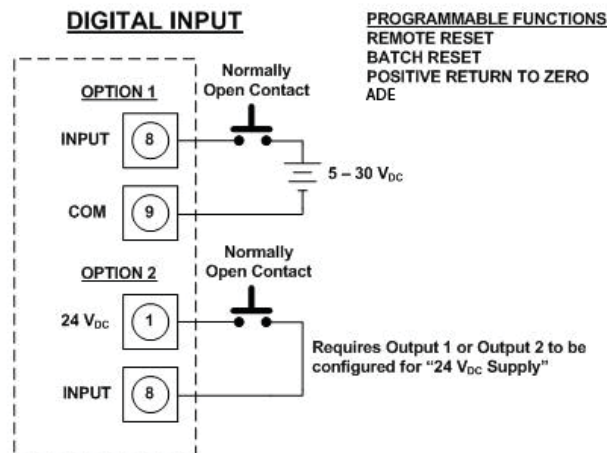 DIGITAL INPUT
PROGRAMMABLE FUNCTIONS
REMOTE RESET
BATCH RESET
POSITIVE RETURN TO ZERO
ADE
OPTION 1
Normally
Open Contact
INPUT 8
5 – 30 VDC
COM 9
OPTION 2
Normally
Open Contact
24 VDC 1
Requires Output 1 or Output 2 to be
configured for “24 VDC Supply”
INPUT 8